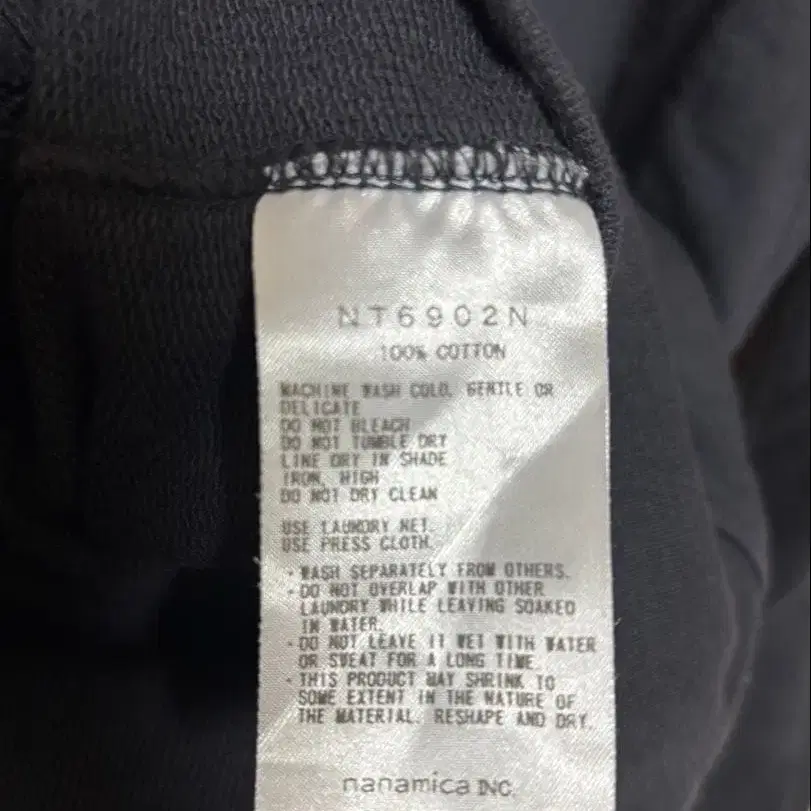 NT6902N
100% COTTON
MACHINE WASH COLD, GENTLE OR
DELICATE
DO NOT BLEACH
DO NOT TUMBLE DRY
LINE DRY IN SHADE
IRON, HIGH
DO NOT DRY CLEAN
USE LAUNDRY NET.
USE PRESS CLOTH.
・WASH SEPARATELY FROM OTHERS.
・DO NOT OVERLAP WITH OTHER
LAUNDRY WHILE LEAVING SOAKED
IN WATER.
・DO NOT LEAVE IT WET WITH WATER
OR SWEAT FOR A LONG TIME.
・THIS PRODUCT MAY SHRINK TO
SOME EXTENT IN THE NATURE OF
THE MATERIAL. RESHAPE AND DRY.
nanamica INC.